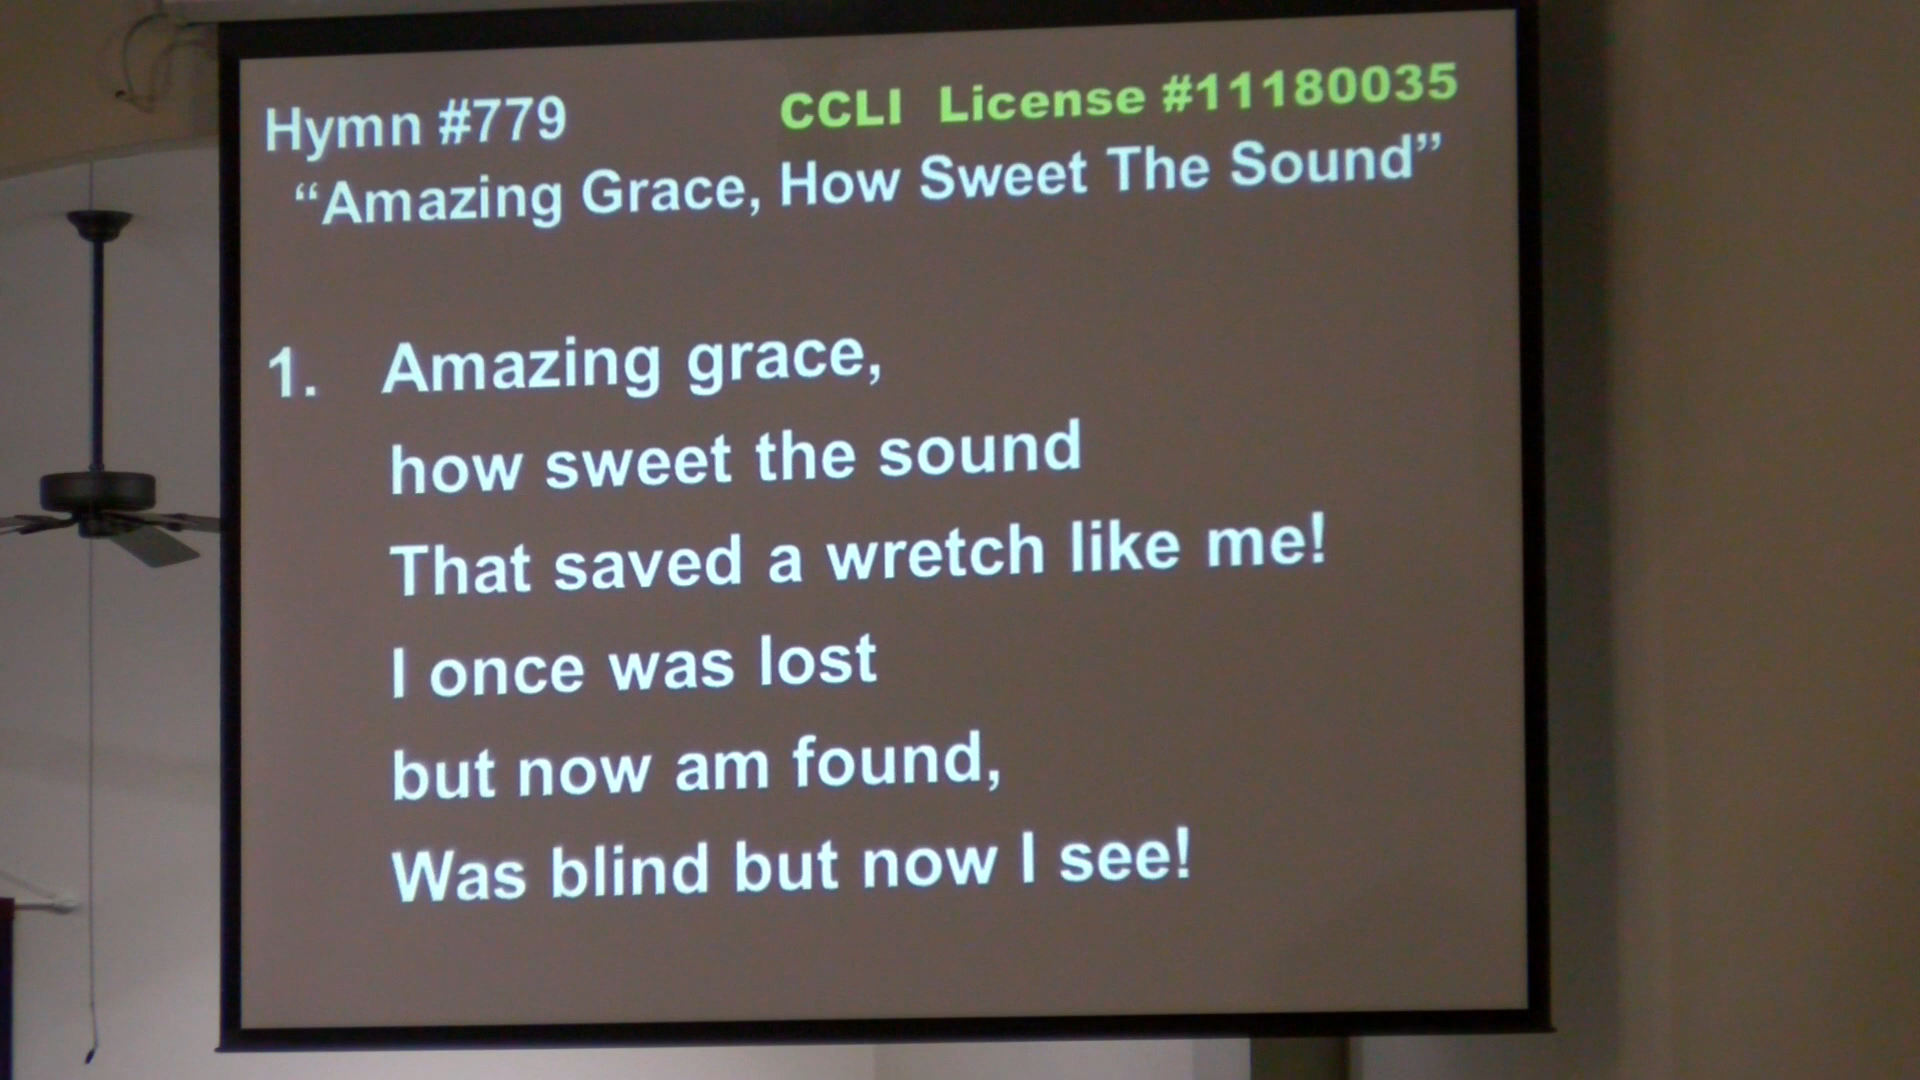 Hymn #779 CCLI License #11180035
“Amazing Grace, How Sweet The Sound”
1. Amazing grace,
how sweet the sound
That saved a wretch like me!
I once was lost
but now am found,
Was blind but now I see!